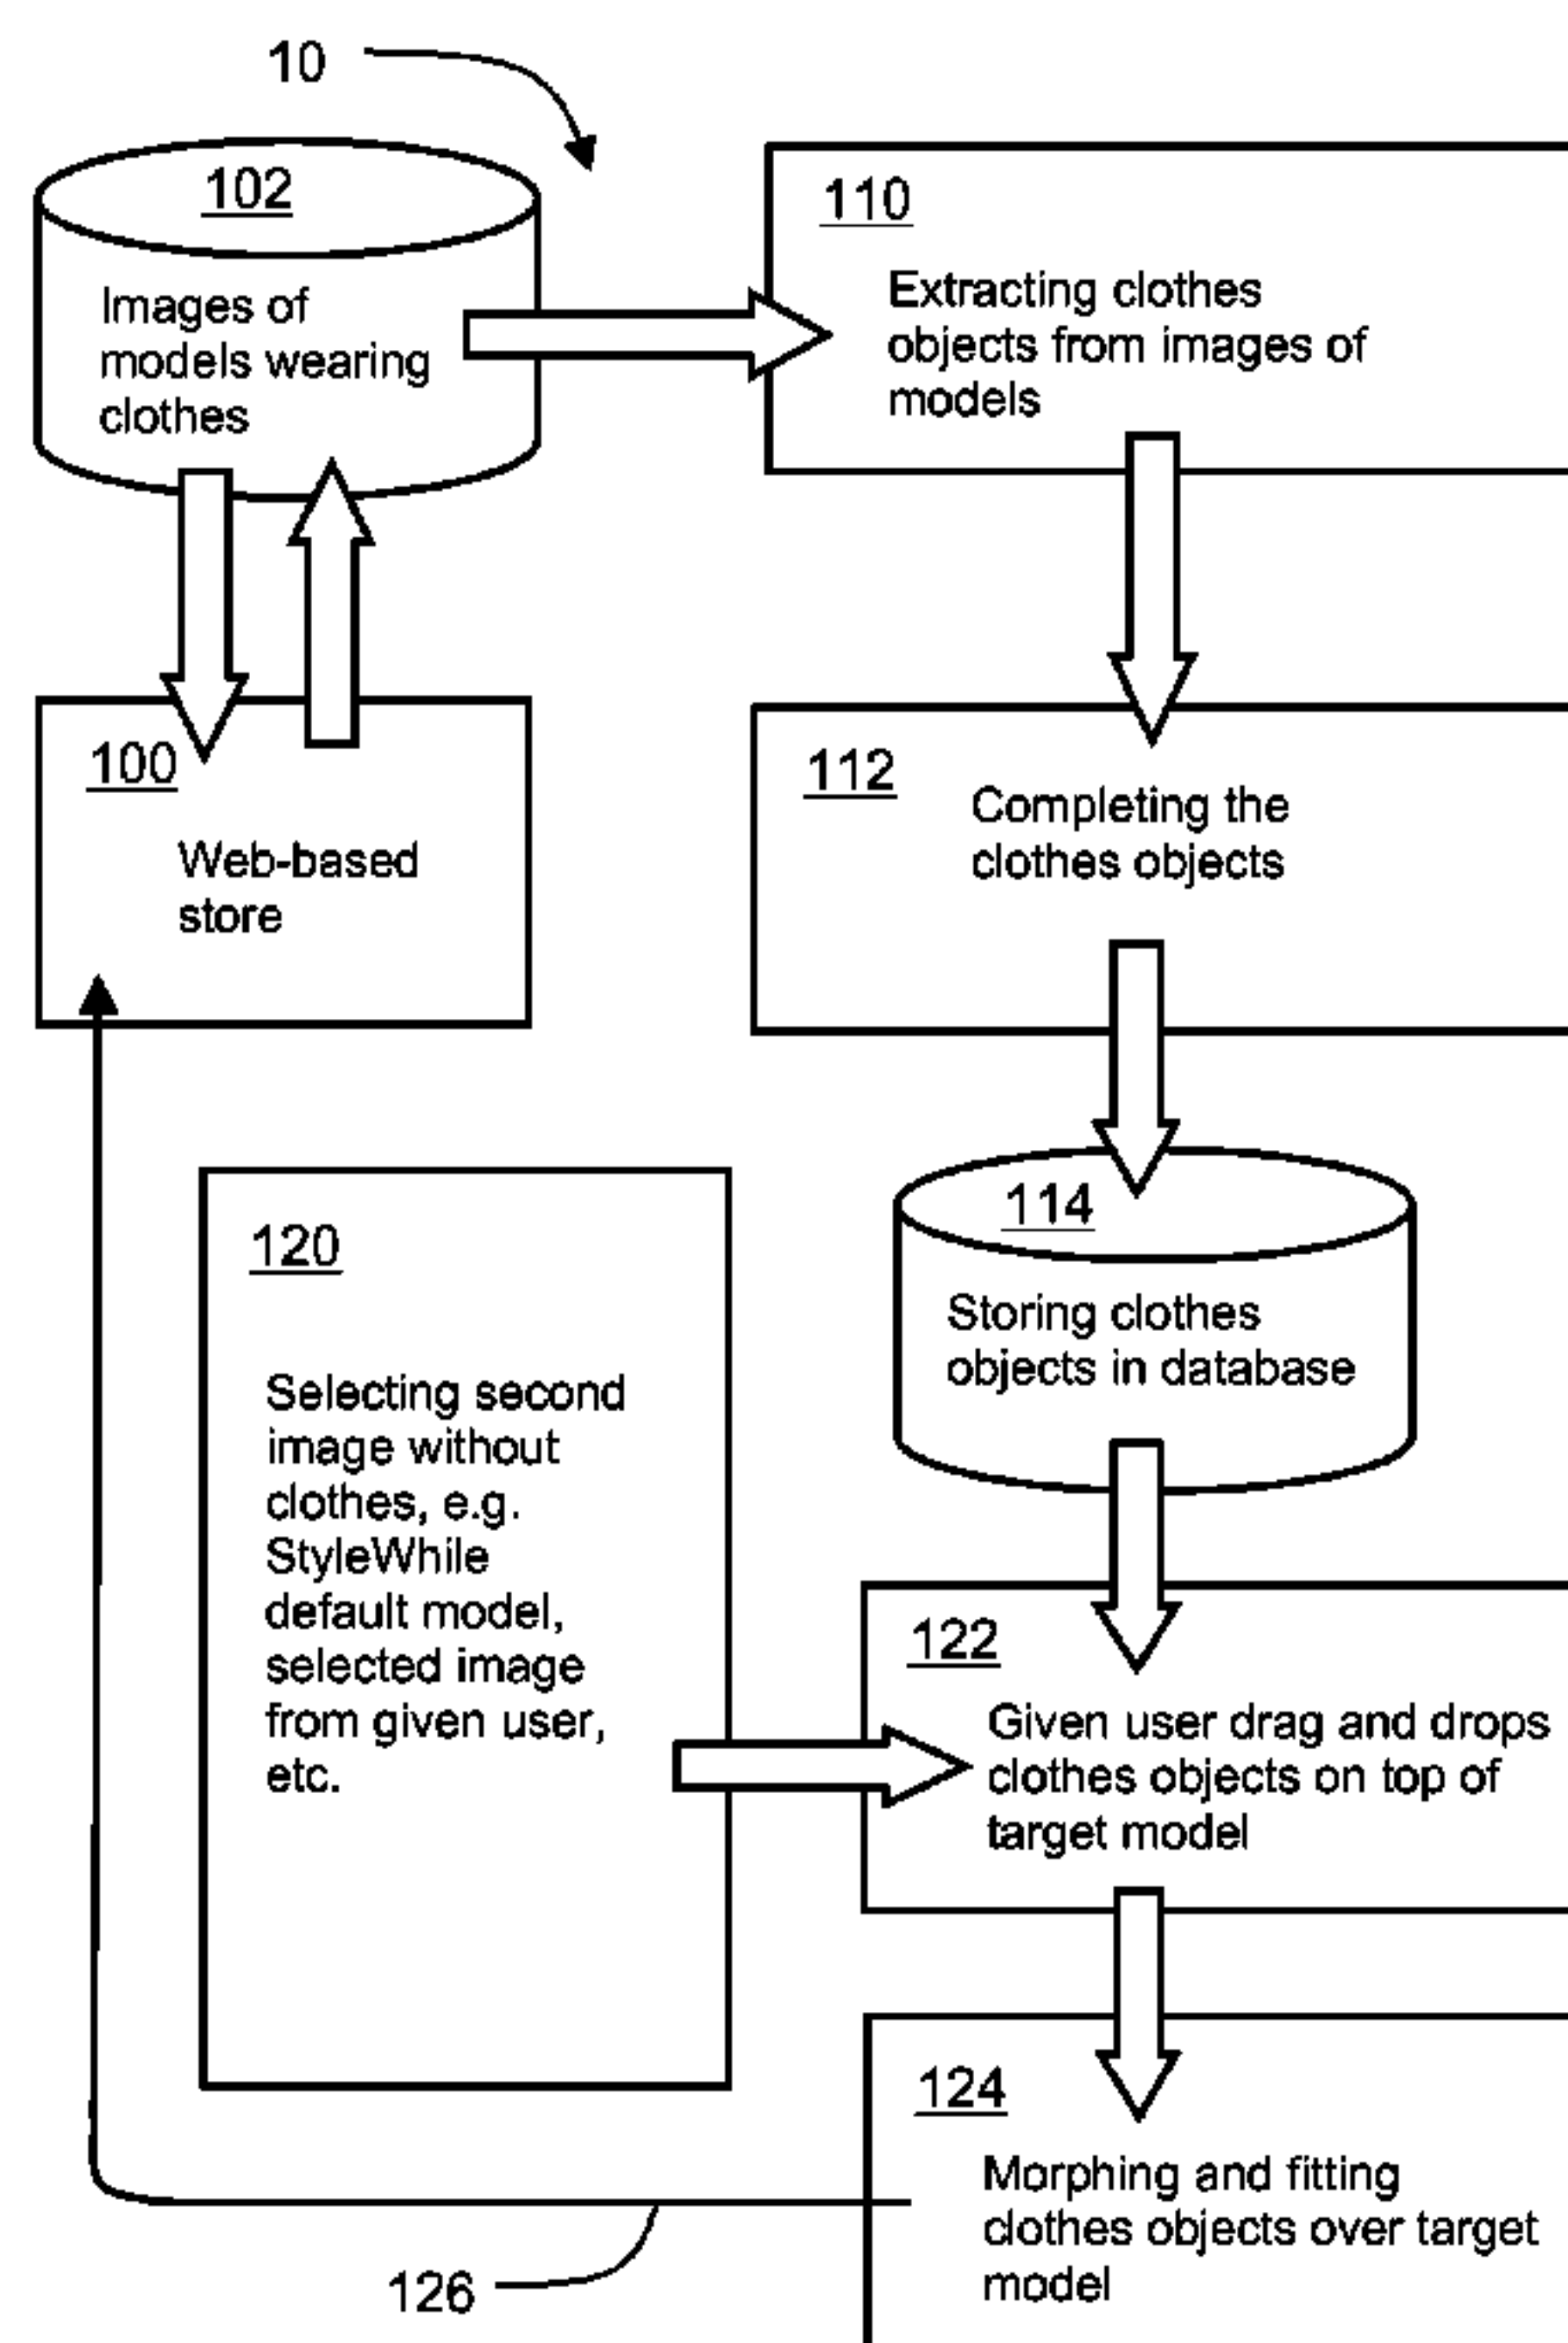 10
102
Images of
models wearing
clothes
110
Extracting clothes
objects from images of
models
100
Web-based
store
112
Completing the
clothes objects
114
Storing clothes
objects in database
120
Selecting second
image without
clothes, e.g.
StyleWhile
default model,
selected image
from given user,
etc.
122
Given user drag and drops
clothes objects on top of
target model
124
Morphing and fitting
clothes objects over target
model
126